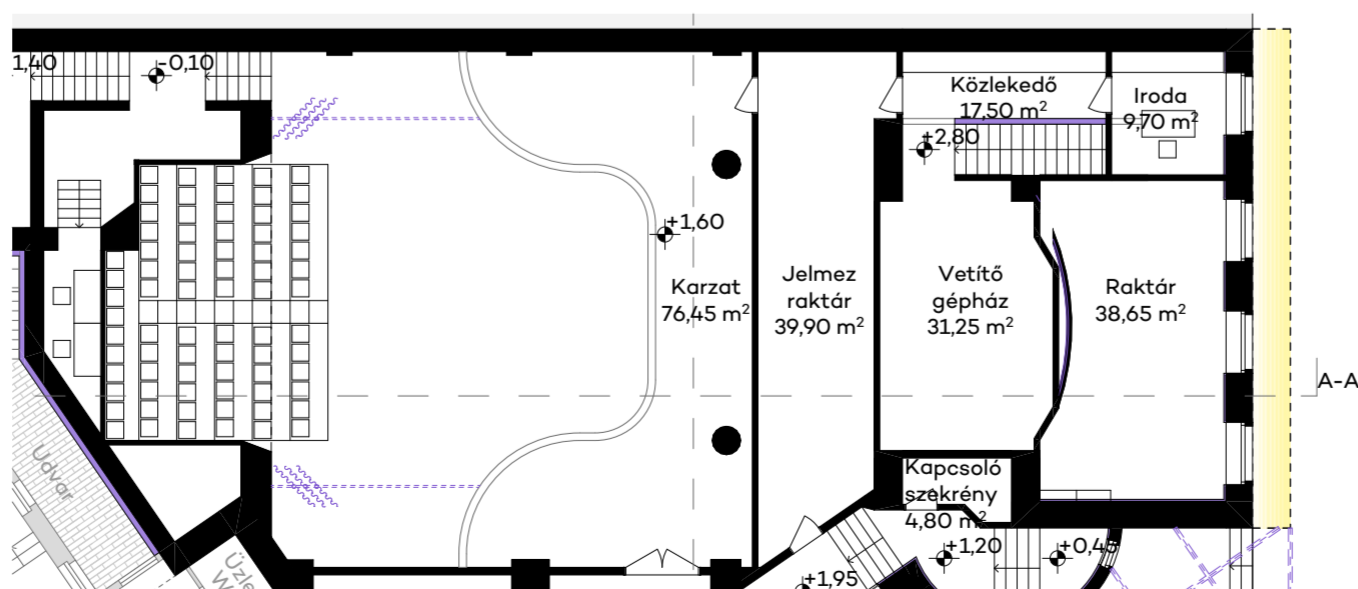 1,40
-0,10
Közlekedő
17,50 m²
Iroda
9,70 m²
+2,80
+1,60
Karzat
76,45 m²
Jelmez
raktár
39,90 m²
Vetítő
gépház
31,25 m²
Raktár
38,65 m²
A-A
Udvar
Kapcsoló
szekrény
4,80 m²
+1,20
+0,45
+1,95